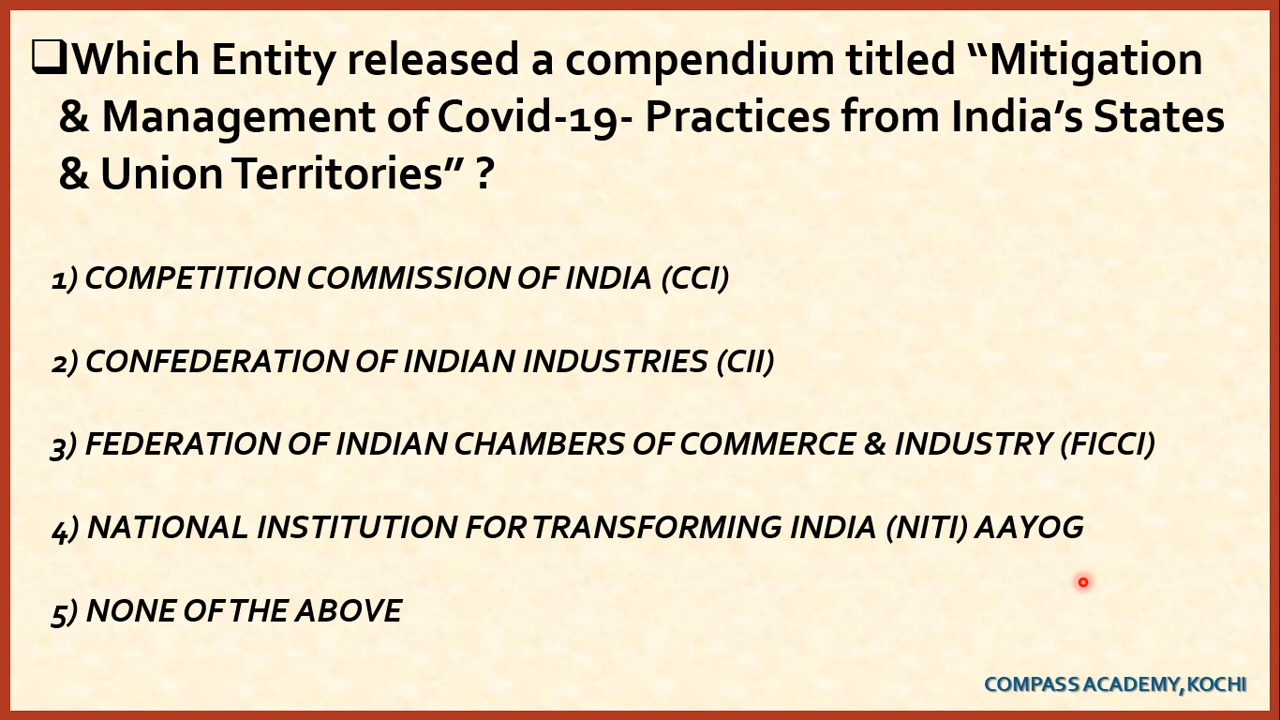 ❑Which Entity released a compendium titled “Mitigation
& Management of Covid-19- Practices from India’s States
& Union Territories” ?
1) COMPETITION COMMISSION OF INDIA (CCI)
2) CONFEDERATION OF INDIAN INDUSTRIES (CII)
3) FEDERATION OF INDIAN CHAMBERS OF COMMERCE & INDUSTRY (FICCI)
4) NATIONAL INSTITUTION FOR TRANSFORMING INDIA (NITI) AAYOG
5) NONE OF THE ABOVE
COMPASS ACADEMY,KOCHI